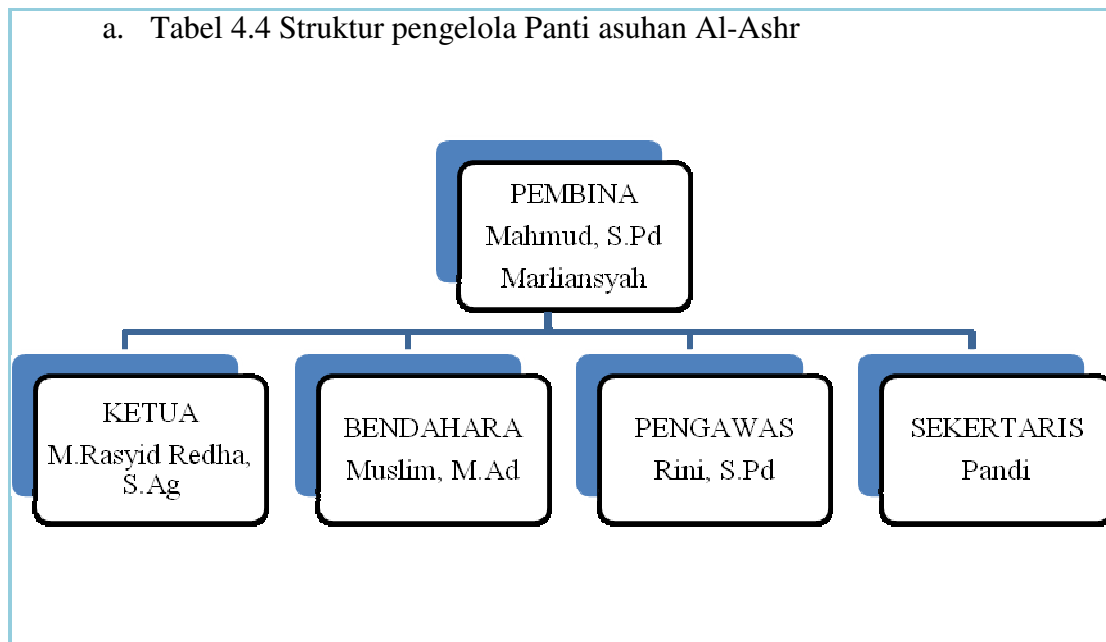 a. Tabel 4.4 Struktur pengelola Panti asuhan Al-Ashr
PEMBINA
Mahmud, S.Pd
Marliansyah
KETUA
M.Rasyid Redha,
S.Ag
BENDAHARA
Muslim, M.Ad
PENGAWAS
Rini, S.Pd
SEKERTARIS
Pandi